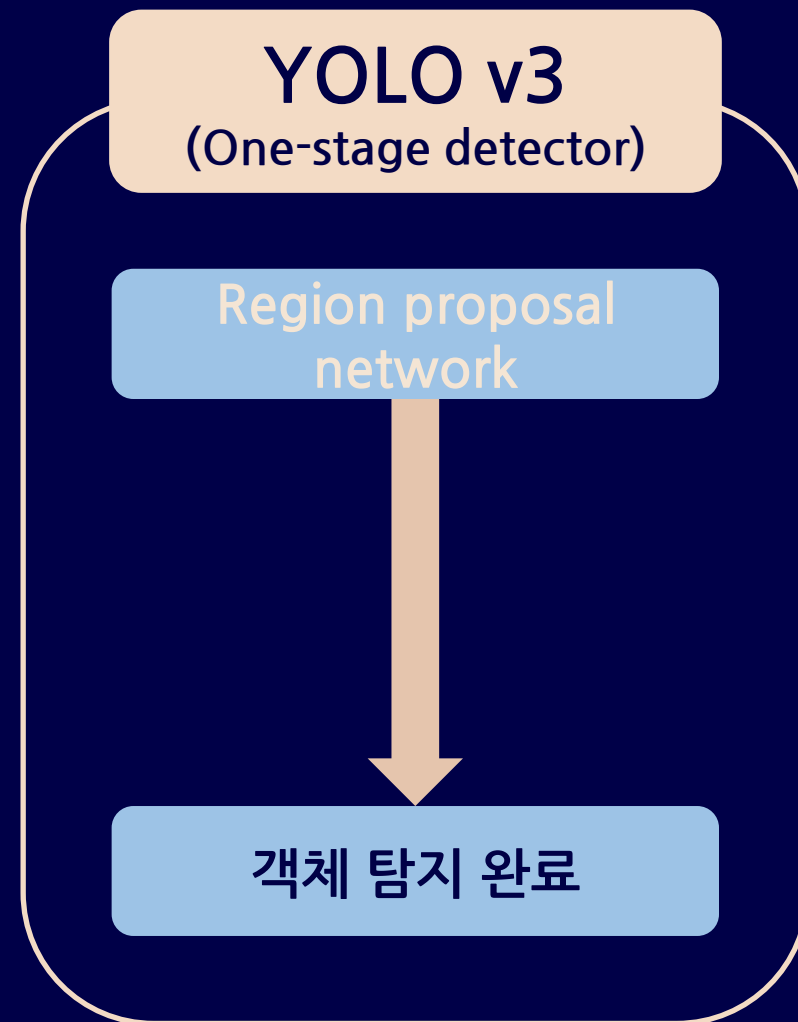 YOLO v3
(One-stage detector)
Region proposal
network
객체 탐지 완료